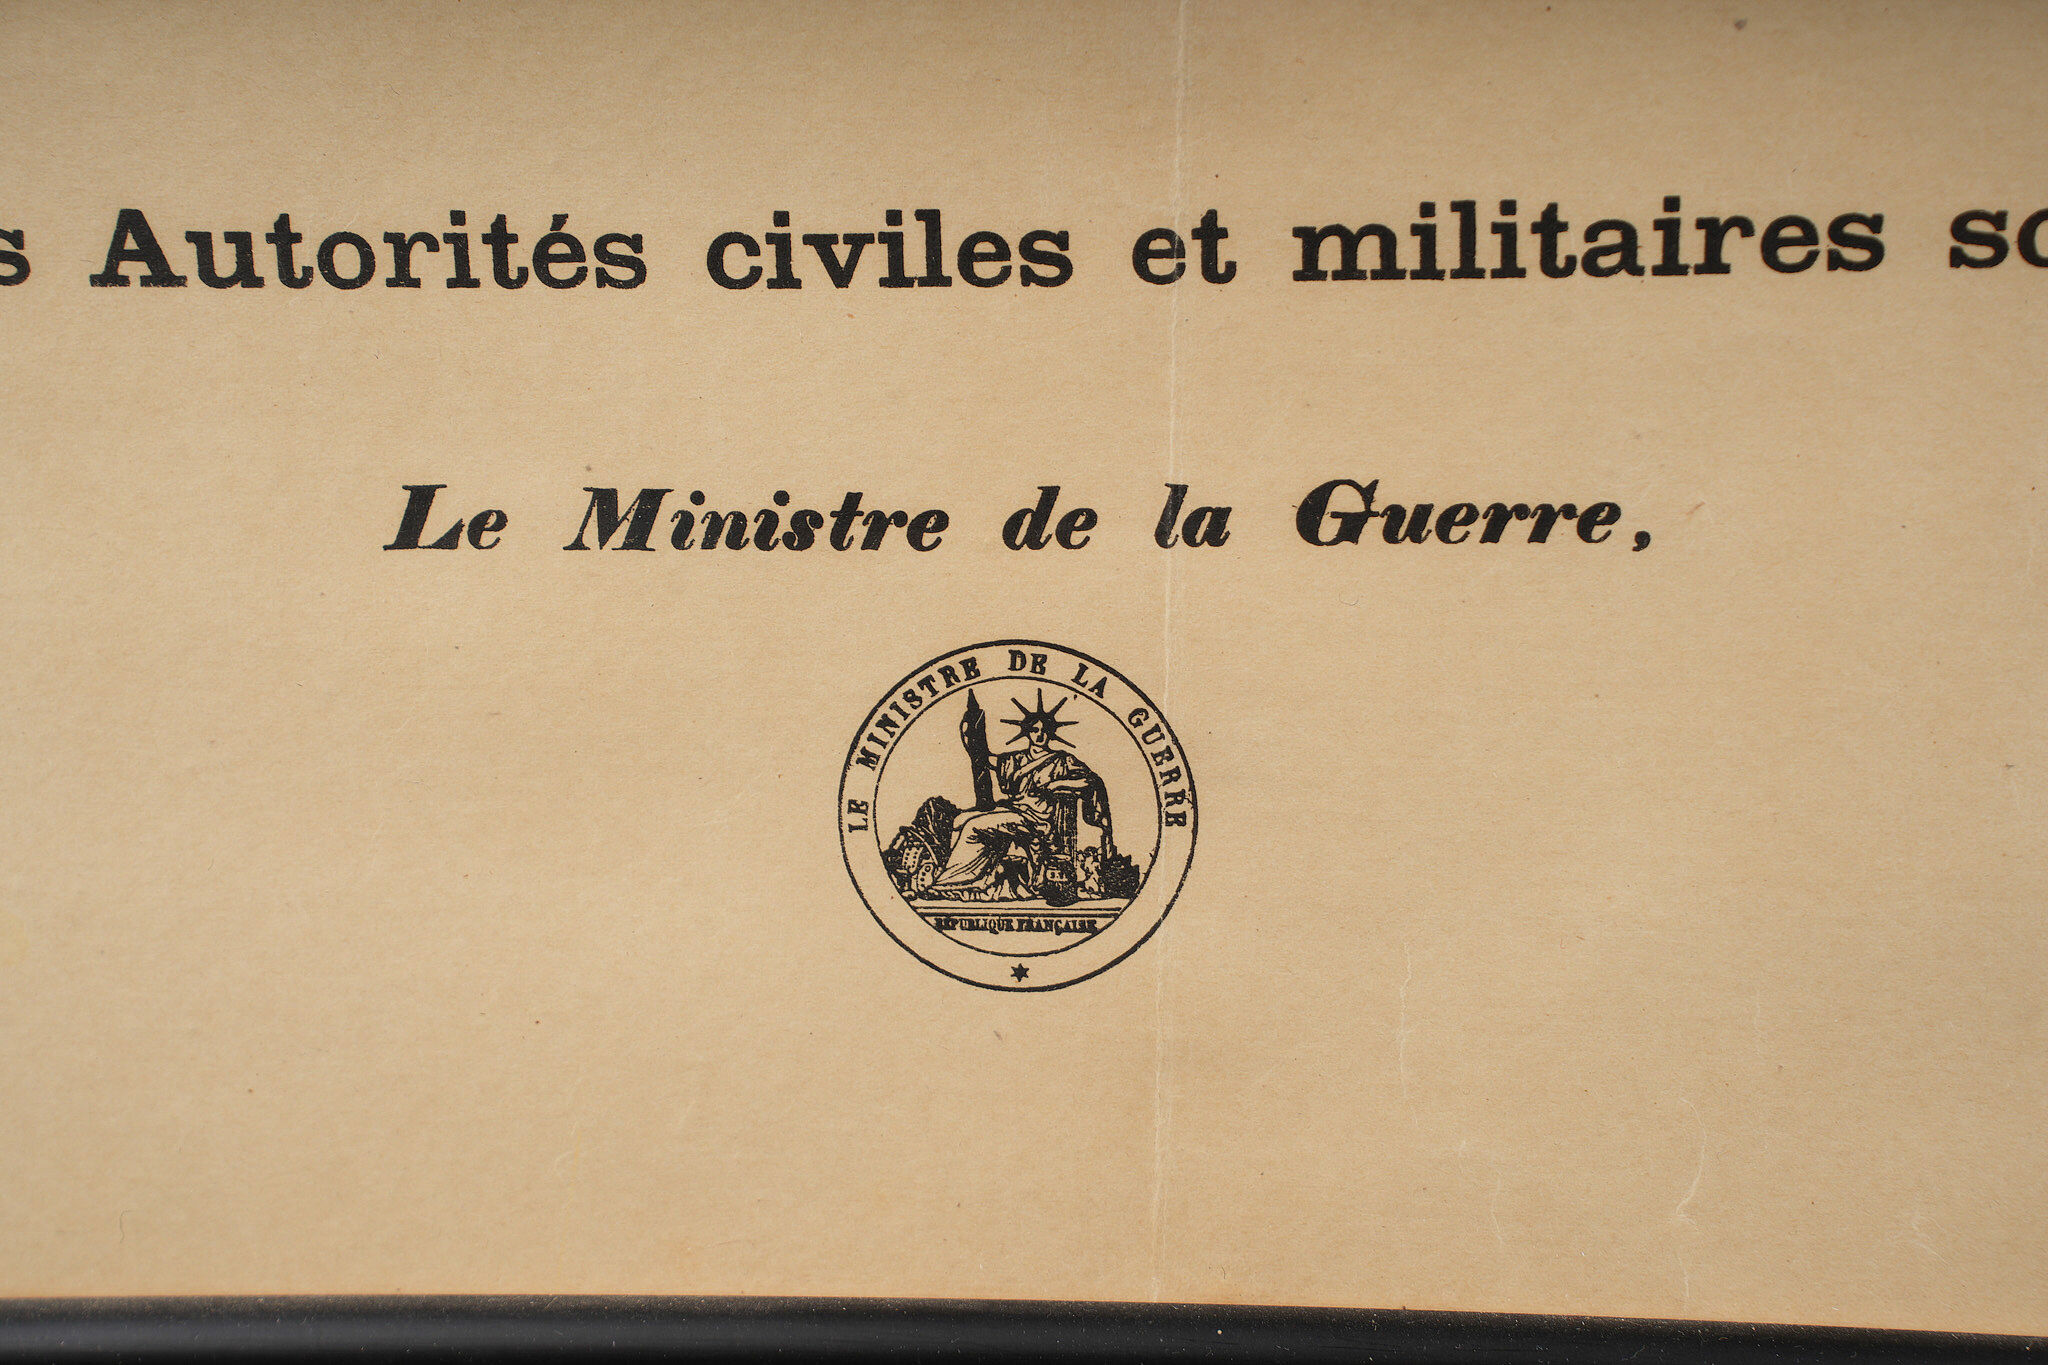 s Autorités civiles et militaires so
Le Ministre de la Guerre,
LE MINISTRE DE LA GUERRE
RÉPUBLIQUE FRANÇAISE